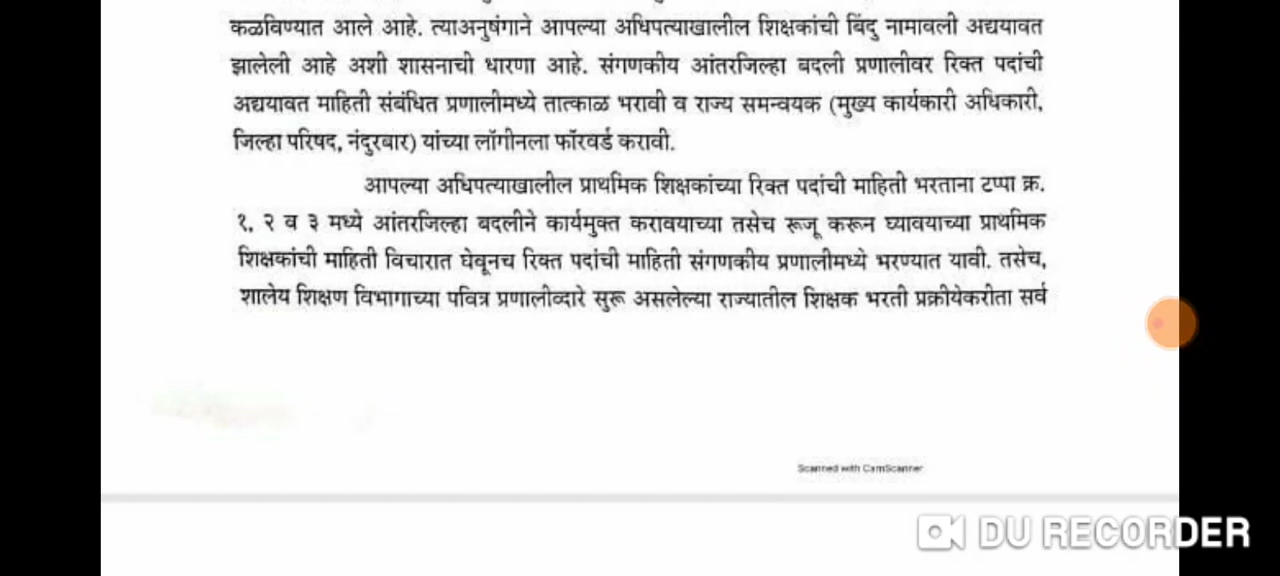 कळविण्यात आले आहे. त्याअनुषंगाने आपल्या अधिपत्याखालील शिक्षकांची बिंदु नामावली अद्ययावत
झालेली आहे अशी शासनाची धारणा आहे. संगणकीय आंतरजिल्हा बदली प्रणालीवर रिक्त पदांची
अद्ययावत माहिती संबंधित प्रणालीमध्ये तात्काळ भरावी व राज्य समन्वयक (मुख्य कार्यकारी अधिकारी,
जिल्हा परिषद, नंदुरबार) यांच्या लॉगीनला फॉरवर्ड करावी.
आपल्या अधिपत्याखालील प्राथमिक शिक्षकांच्या रिक्त पदांची माहिती भरताना टप्पा क्र.
१, २ व ३ मध्ये आंतरजिल्हा बदलीने कार्यमुक्त करावयाच्या तसेच रूजू करून घ्यावयाच्या प्राथमिक
शिक्षकांची माहिती विचारात घेवूनच रिक्त पदांची माहिती संगणकीय प्रणालीमध्ये भरण्यात यावी. तसेच,
शालेय शिक्षण विभागाच्या पवित्र प्रणालीव्दारे सुरू असलेल्या राज्यातील शिक्षक भरती प्रक्रीयेकरीता सर्व
Scanned with CamScanner
DU RECORDER